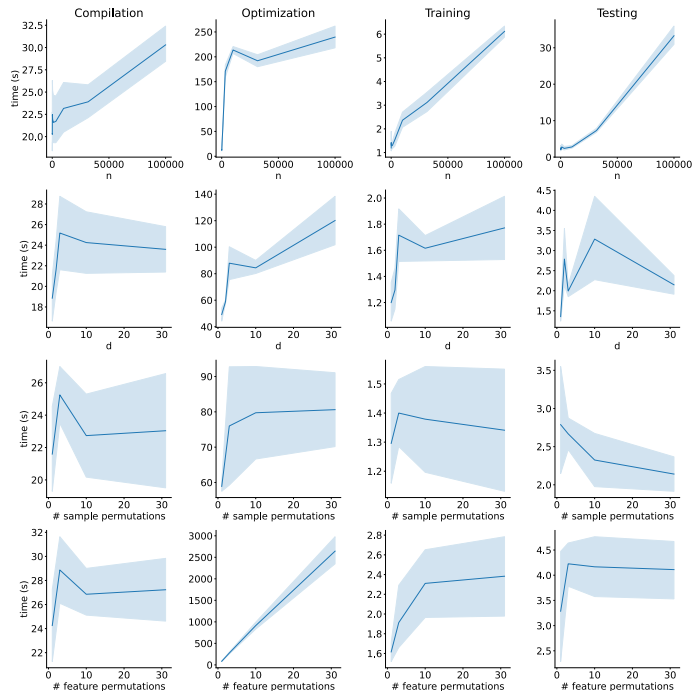 Compilation Optimization Training Testing
time (s)
32.5
30.0
27.5
25.0
22.5
20.0
0 50000 100000
n
250
200
150
100
50
0
0 50000 100000
n
6
5
4
3
2
1
0 50000 100000
n
30
20
10
0
0 50000 100000
n
time (s)
28
26
24
22
20
18
0 10 20 30
d
140
120
100
80
60
40
0 10 20 30
d
2.0
1.8
1.6
1.4
1.2
0 10 20 30
d
4.5
4.0
3.5
3.0
2.5
2.0
1.5
0 10 20 30
d
time (s)
26
24
22
20
0 10 20 30
# sample permutations
90
80
70
60
0 10 20 30
# sample permutations
1.5
1.4
1.3
1.2
0 10 20 30
# sample permutations
3.5
3.0
2.5
2.0
0 10 20 30
# sample permutations
time (s)
32
30
28
26
24
22
0 10 20 30
# feature permutations
3000
2500
2000
1500
1000
500
0
0 10 20 30
# feature permutations
2.8
2.6
2.4
2.2
2.0
1.8
1.6
0 10 20 30
# feature permutations
4.5
4.0
3.5
3.0
2.5
0 10 20 30
# feature permutations